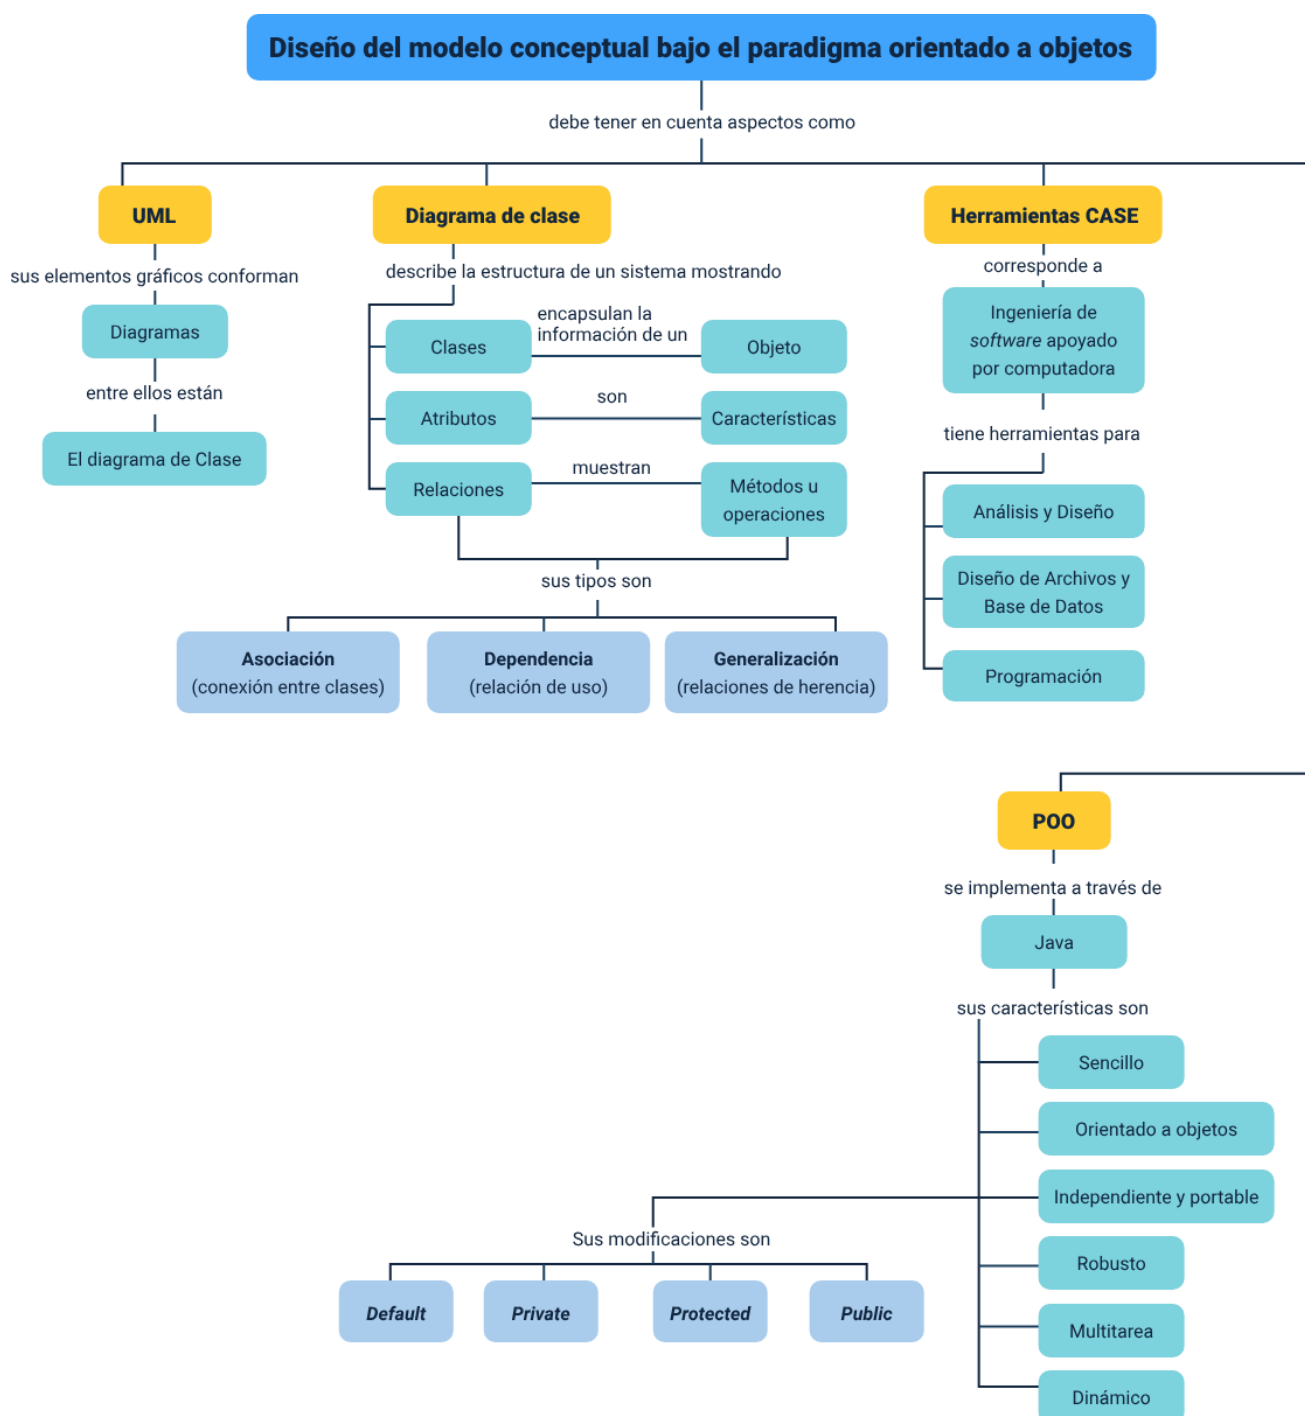 Diseño del modelo conceptual bajo el paradigma orientado a objetos
debe tener en cuenta aspectos como
UML
sus elementos gráficos conforman
Diagramas
entre ellos están
El diagrama de Clase
Diagrama de clase
describe la estructura de un sistema mostrando
Clases
encapsulan la
información de un
Objeto
Atributos
son
Características
Relaciones
muestran
Métodos u
operaciones
sus tipos son
Asociación
(conexión entre clases)
Dependencia
(relación de uso)
Generalización
(relaciones de herencia)
Herramientas CASE
corresponde a
Ingeniería de
software apoyado
por computadora
tiene herramientas para
Análisis y Diseño
Diseño de Archivos y
Base de Datos
Programación
POO
se implementa a través de
Java
sus características son
Sencillo
Orientado a objetos
Independiente y portable
Robusto
Multitarea
Dinámico
Sus modificaciones son
Default
Private
Protected
Public